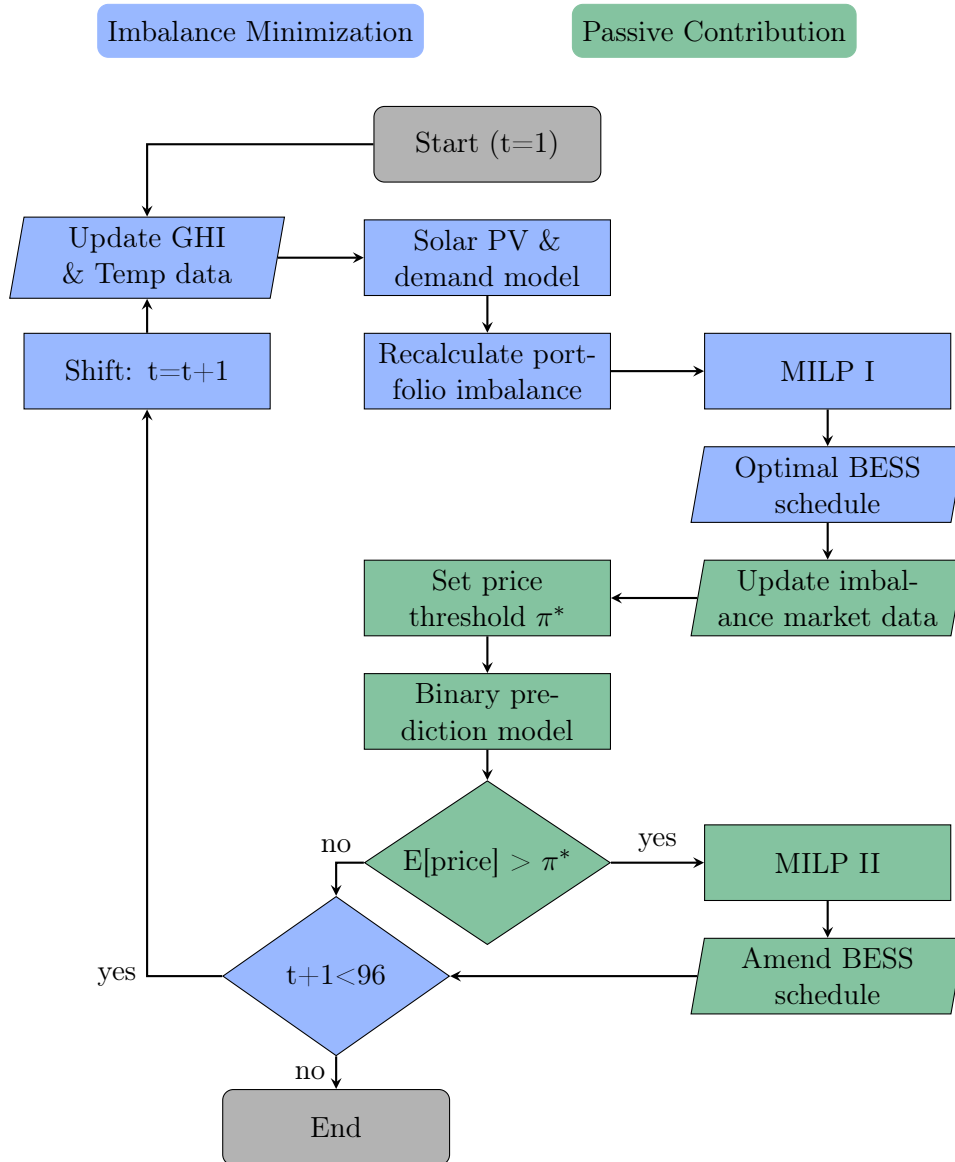 Imbalance Minimization
Passive Contribution
Start (t=1)
Update GHI
& Temp data
Solar PV &
demand model
Shift: t=t+1
Recalculate port-
folio imbalance
MILP I
Optimal BESS
schedule
Set price
threshold π*
Update imbal-
ance market data
Binary pre-
diction model
no
E[price] > π*
yes
MILP II
yes
t+1<96
Amend BESS
schedule
no
End